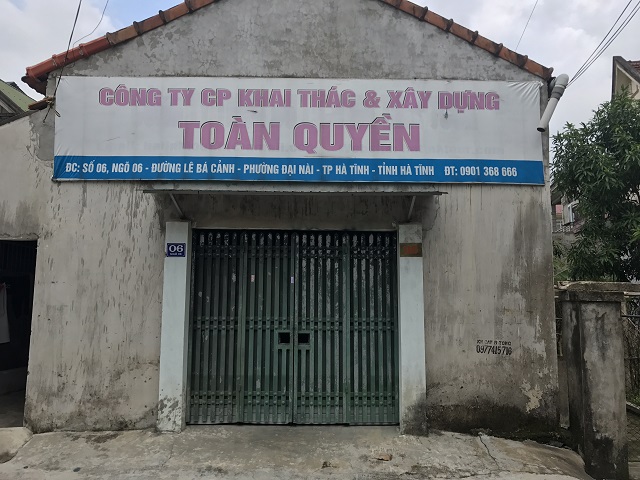 CÔNG TY CP KHAI THÁC & XÂY DỰNG
TOÀN QUYỀN
ĐC: SỐ 06, NGÕ 06 - ĐƯỜNG LÊ BÁ CẢNH - PHƯỜNG ĐẠI NÀI - TP HÀ TĨNH - TỈNH HÀ TĨNH ĐT: 0901 368 666
06
0977415706